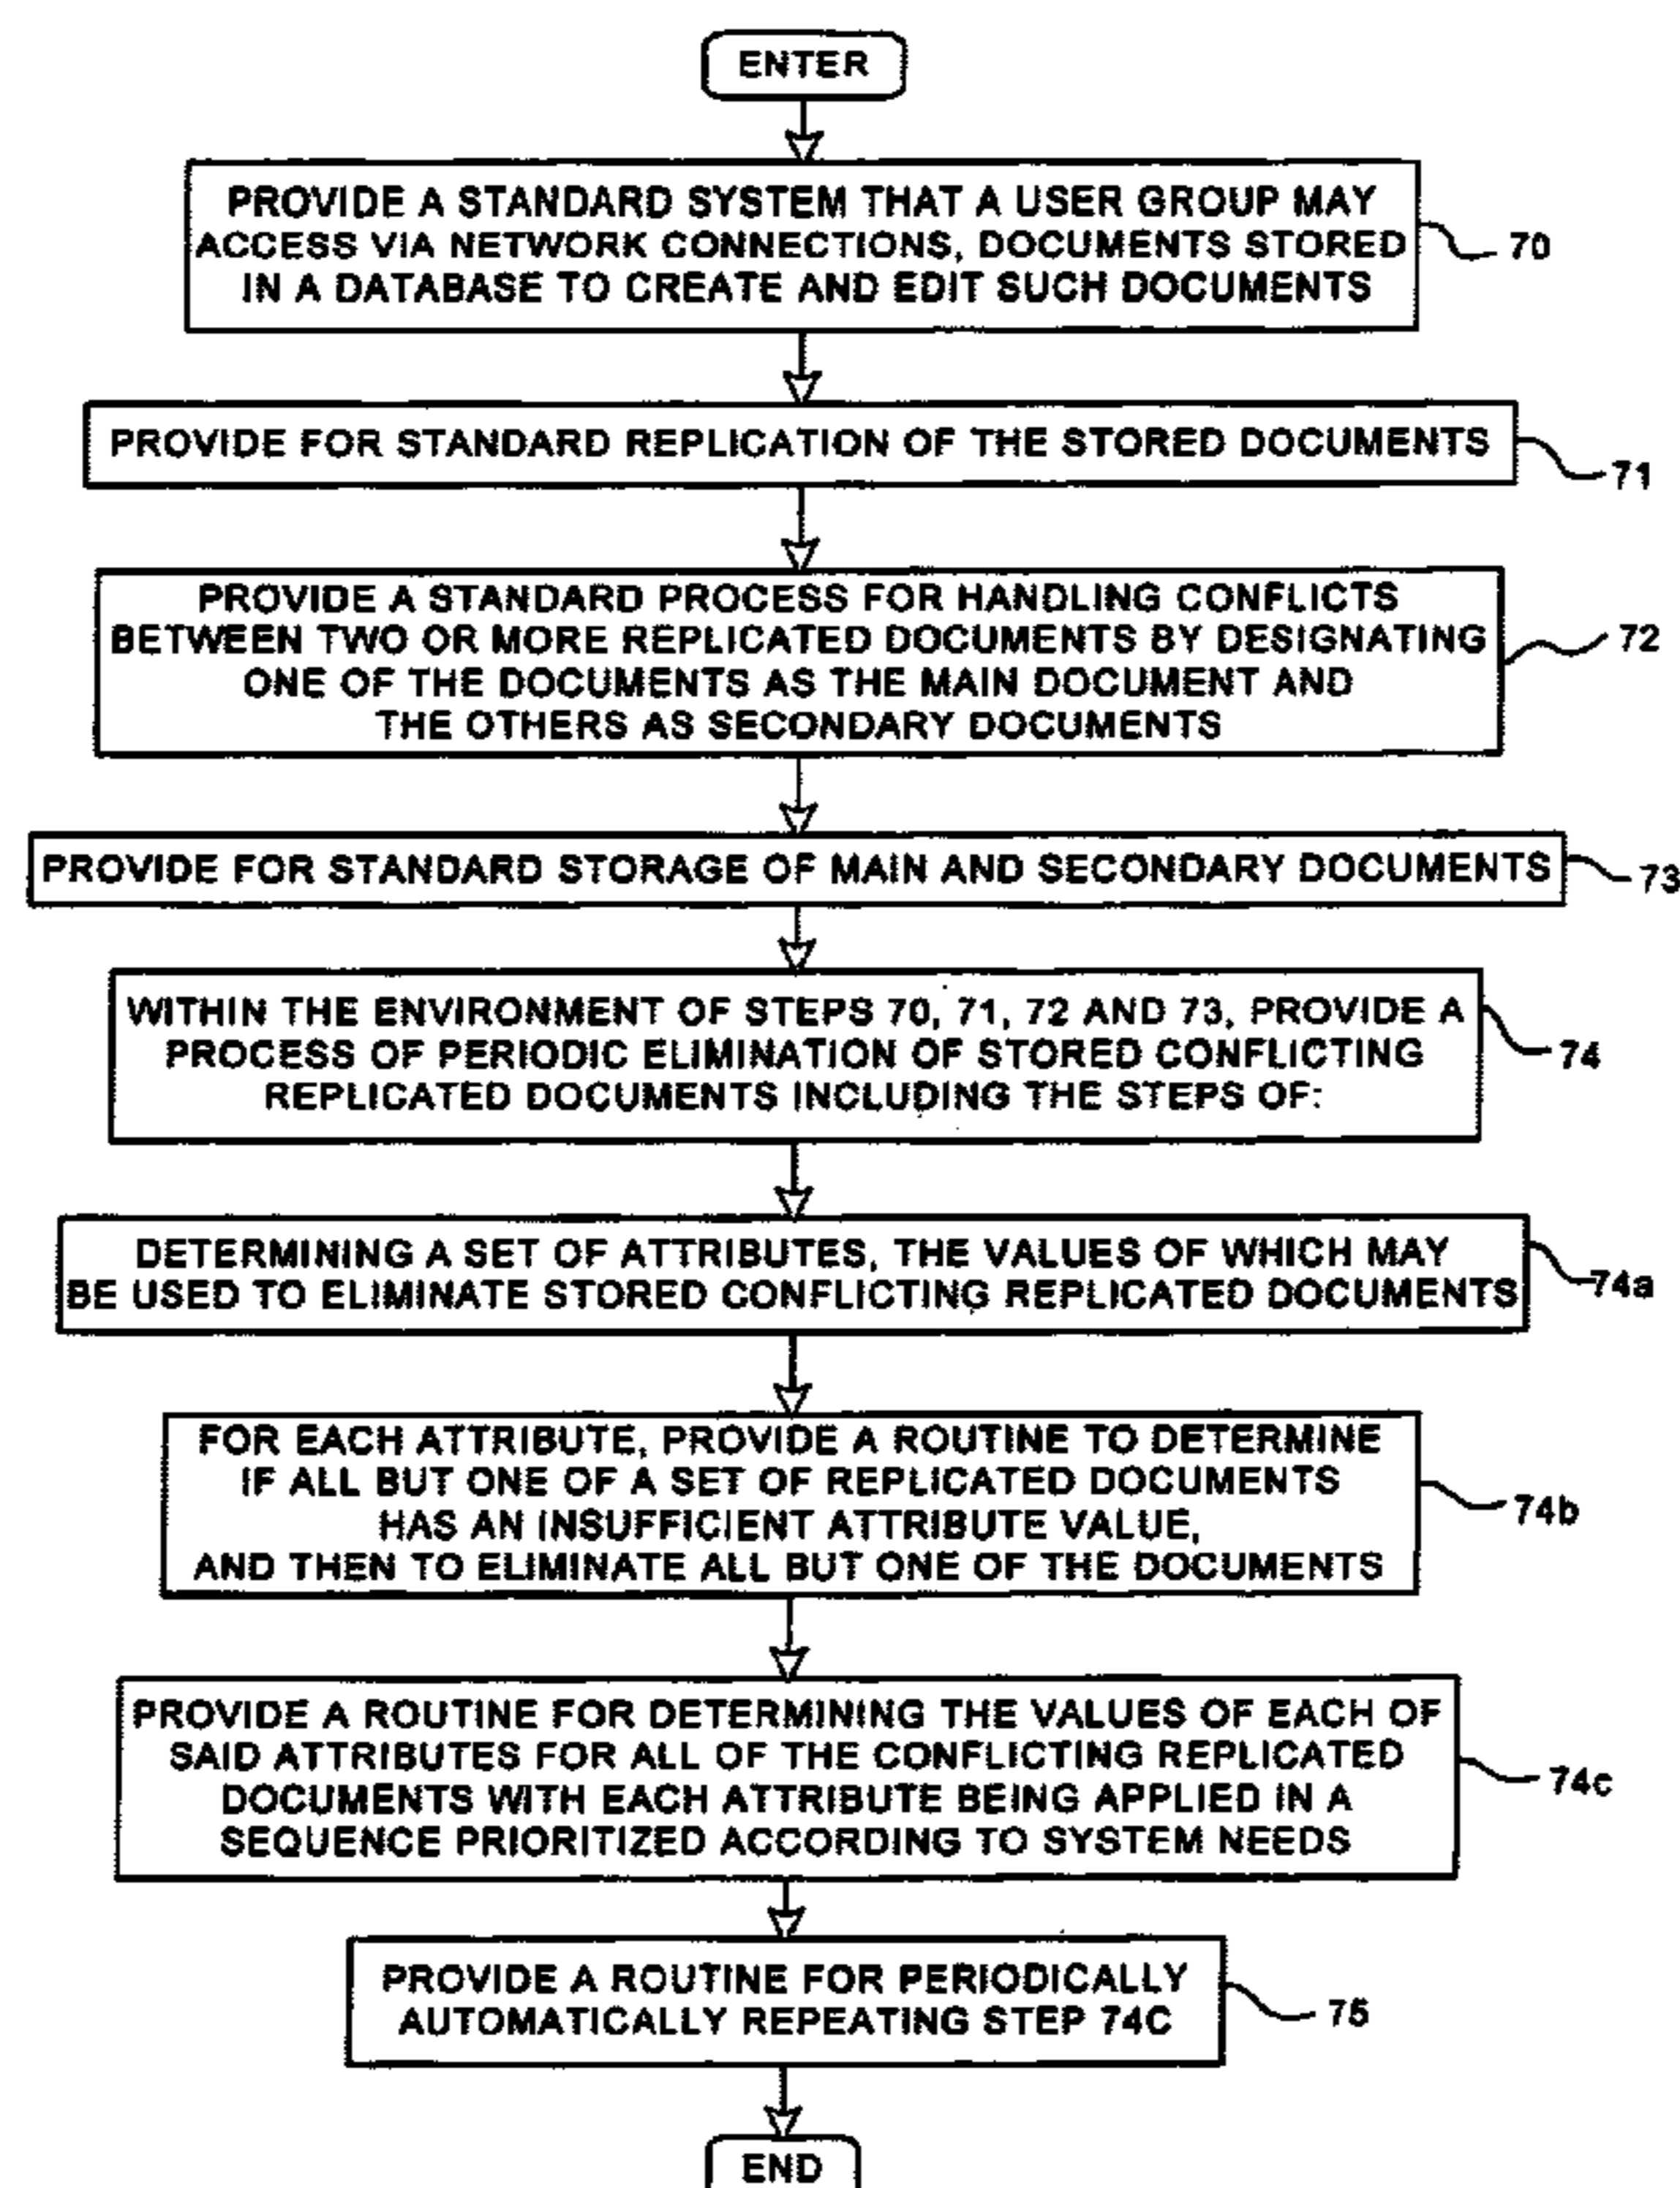 ENTER
PROVIDE A STANDARD SYSTEM THAT A USER GROUP MAY
ACCESS VIA NETWORK CONNECTIONS, DOCUMENTS STORED
IN A DATABASE TO CREATE AND EDIT SUCH DOCUMENTS
70
PROVIDE FOR STANDARD REPLICATION OF THE STORED DOCUMENTS
71
PROVIDE A STANDARD PROCESS FOR HANDLING CONFLICTS
BETWEEN TWO OR MORE REPLICATED DOCUMENTS BY DESIGNATING
ONE OF THE DOCUMENTS AS THE MAIN DOCUMENT AND
THE OTHERS AS SECONDARY DOCUMENTS
72
PROVIDE FOR STANDARD STORAGE OF MAIN AND SECONDARY DOCUMENTS
73
WITHIN THE ENVIRONMENT OF STEPS 70, 71, 72 AND 73, PROVIDE A
PROCESS OF PERIODIC ELIMINATION OF STORED CONFLICTING
REPLICATED DOCUMENTS INCLUDING THE STEPS OF:
74
DETERMINING A SET OF ATTRIBUTES, THE VALUES OF WHICH MAY
BE USED TO ELIMINATE STORED CONFLICTING REPLICATED DOCUMENTS
74a
FOR EACH ATTRIBUTE, PROVIDE A ROUTINE TO DETERMINE
IF ALL BUT ONE OF A SET OF REPLICATED DOCUMENTS
HAS AN INSUFFICIENT ATTRIBUTE VALUE,
AND THEN TO ELIMINATE ALL BUT ONE OF THE DOCUMENTS
74b
PROVIDE A ROUTINE FOR DETERMINING THE VALUES OF EACH OF
SAID ATTRIBUTES FOR ALL OF THE CONFLICTING REPLICATED
DOCUMENTS WITH EACH ATTRIBUTE BEING APPLIED IN A
SEQUENCE PRIORITIZED ACCORDING TO SYSTEM NEEDS
74c
PROVIDE A ROUTINE FOR PERIODICALLY
AUTOMATICALLY REPEATING STEP 74C
75
END